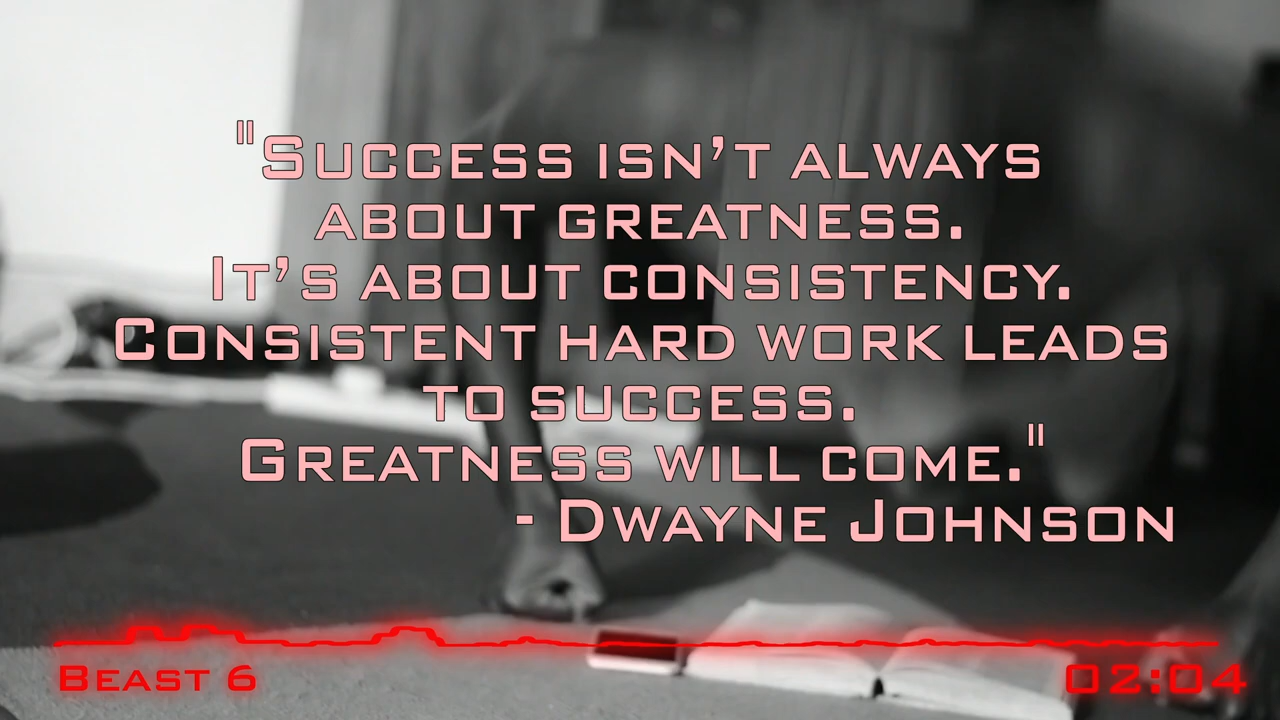 "Success isn't always
about greatness.
It's about consistency.
Consistent hard work leads
to success.
Greatness will come."
- Dwayne Johnson
Beast 6
02:04